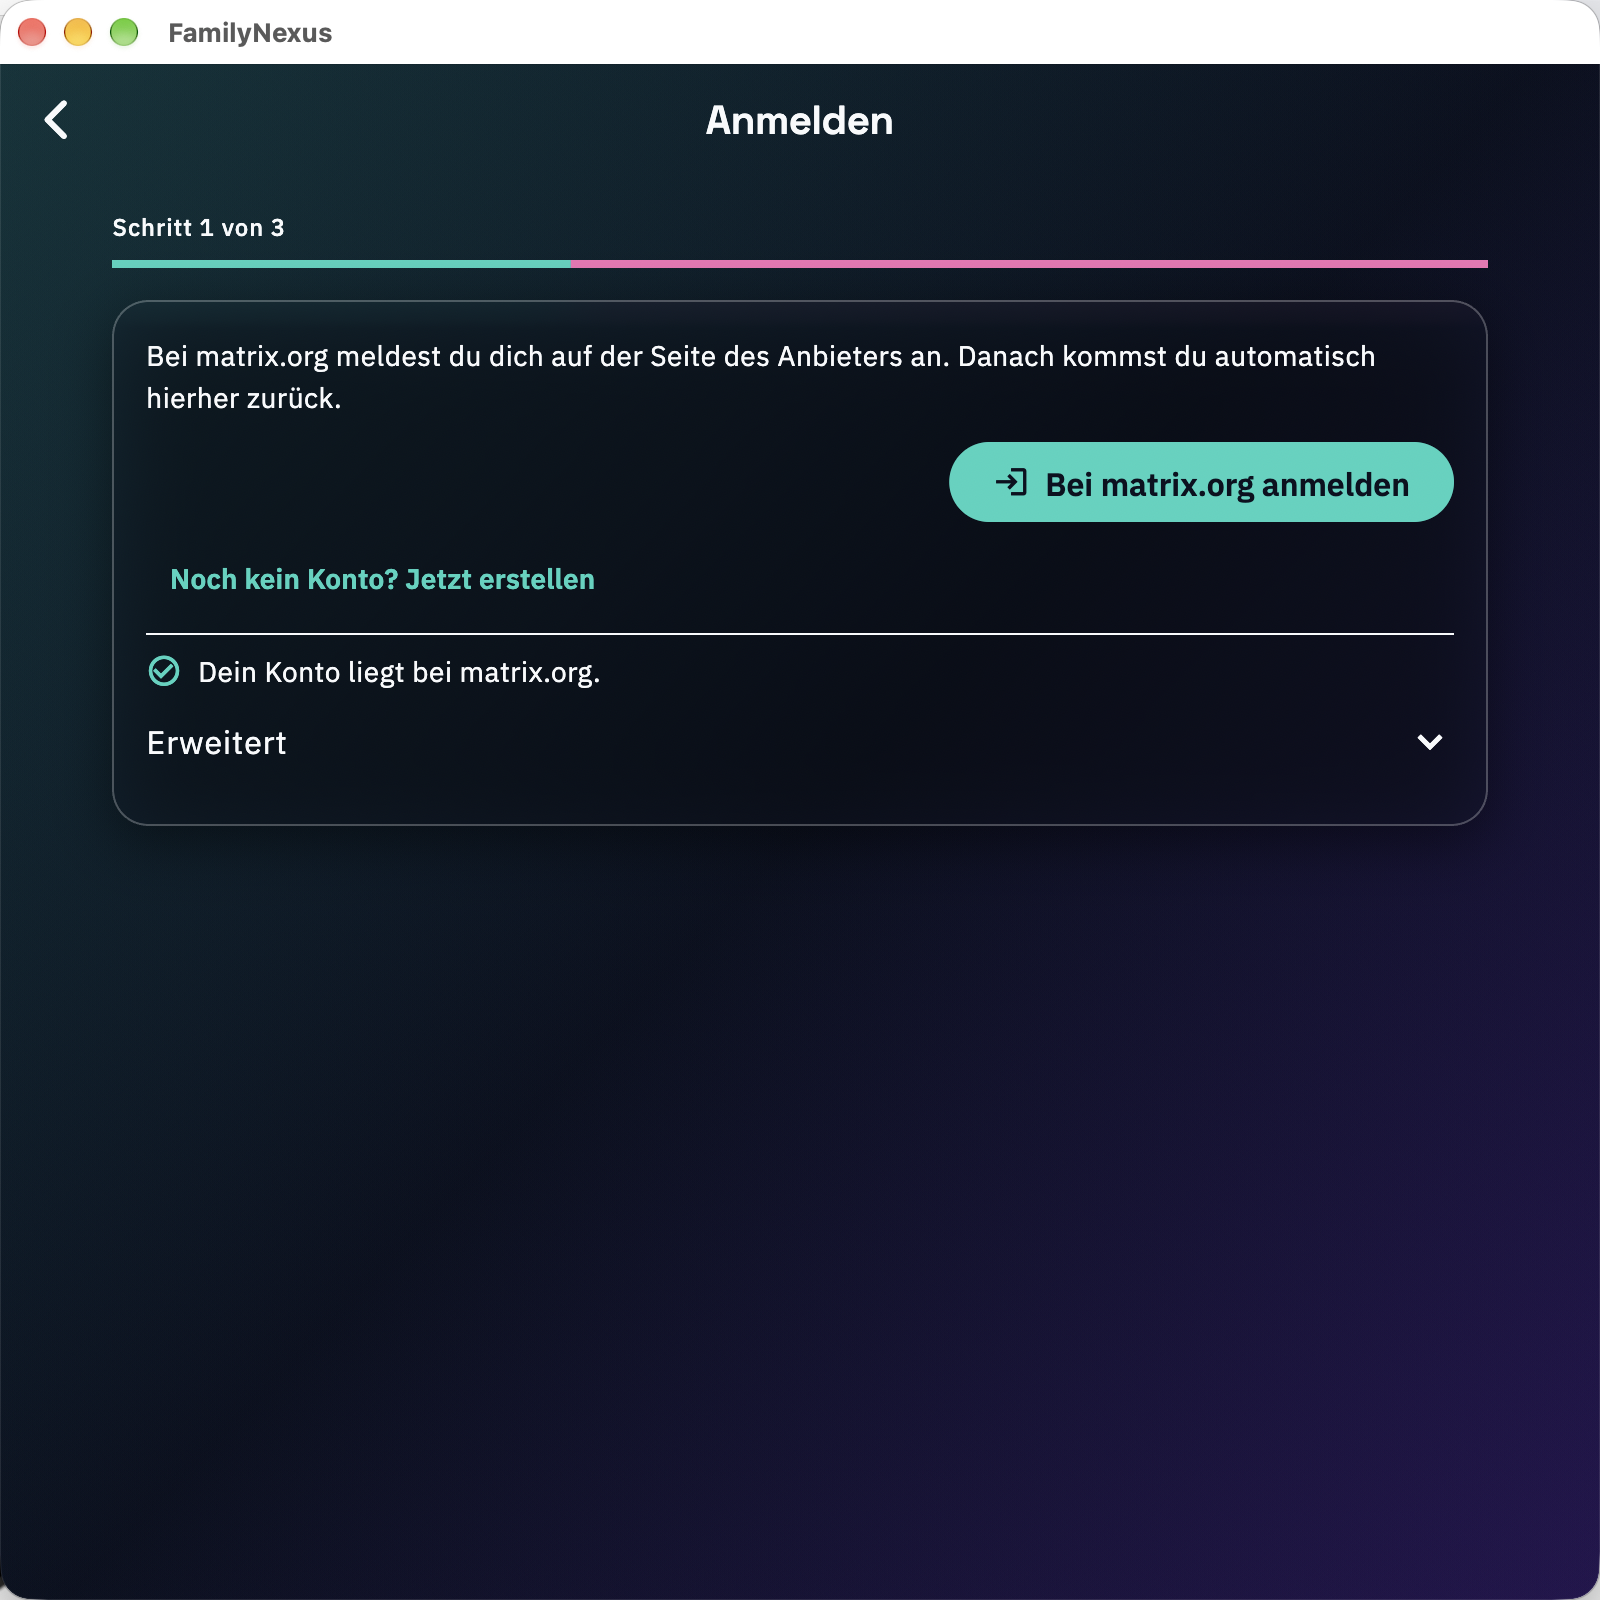 FamilyNexus
Anmelden
Schritt 1 von 3
Bei matrix.org meldest du dich auf der Seite des Anbieters an. Danach kommst du automatisch
hierher zurück.
Bei matrix.org anmelden
Noch kein Konto? Jetzt erstellen
Dein Konto liegt bei matrix.org.
Erweitert